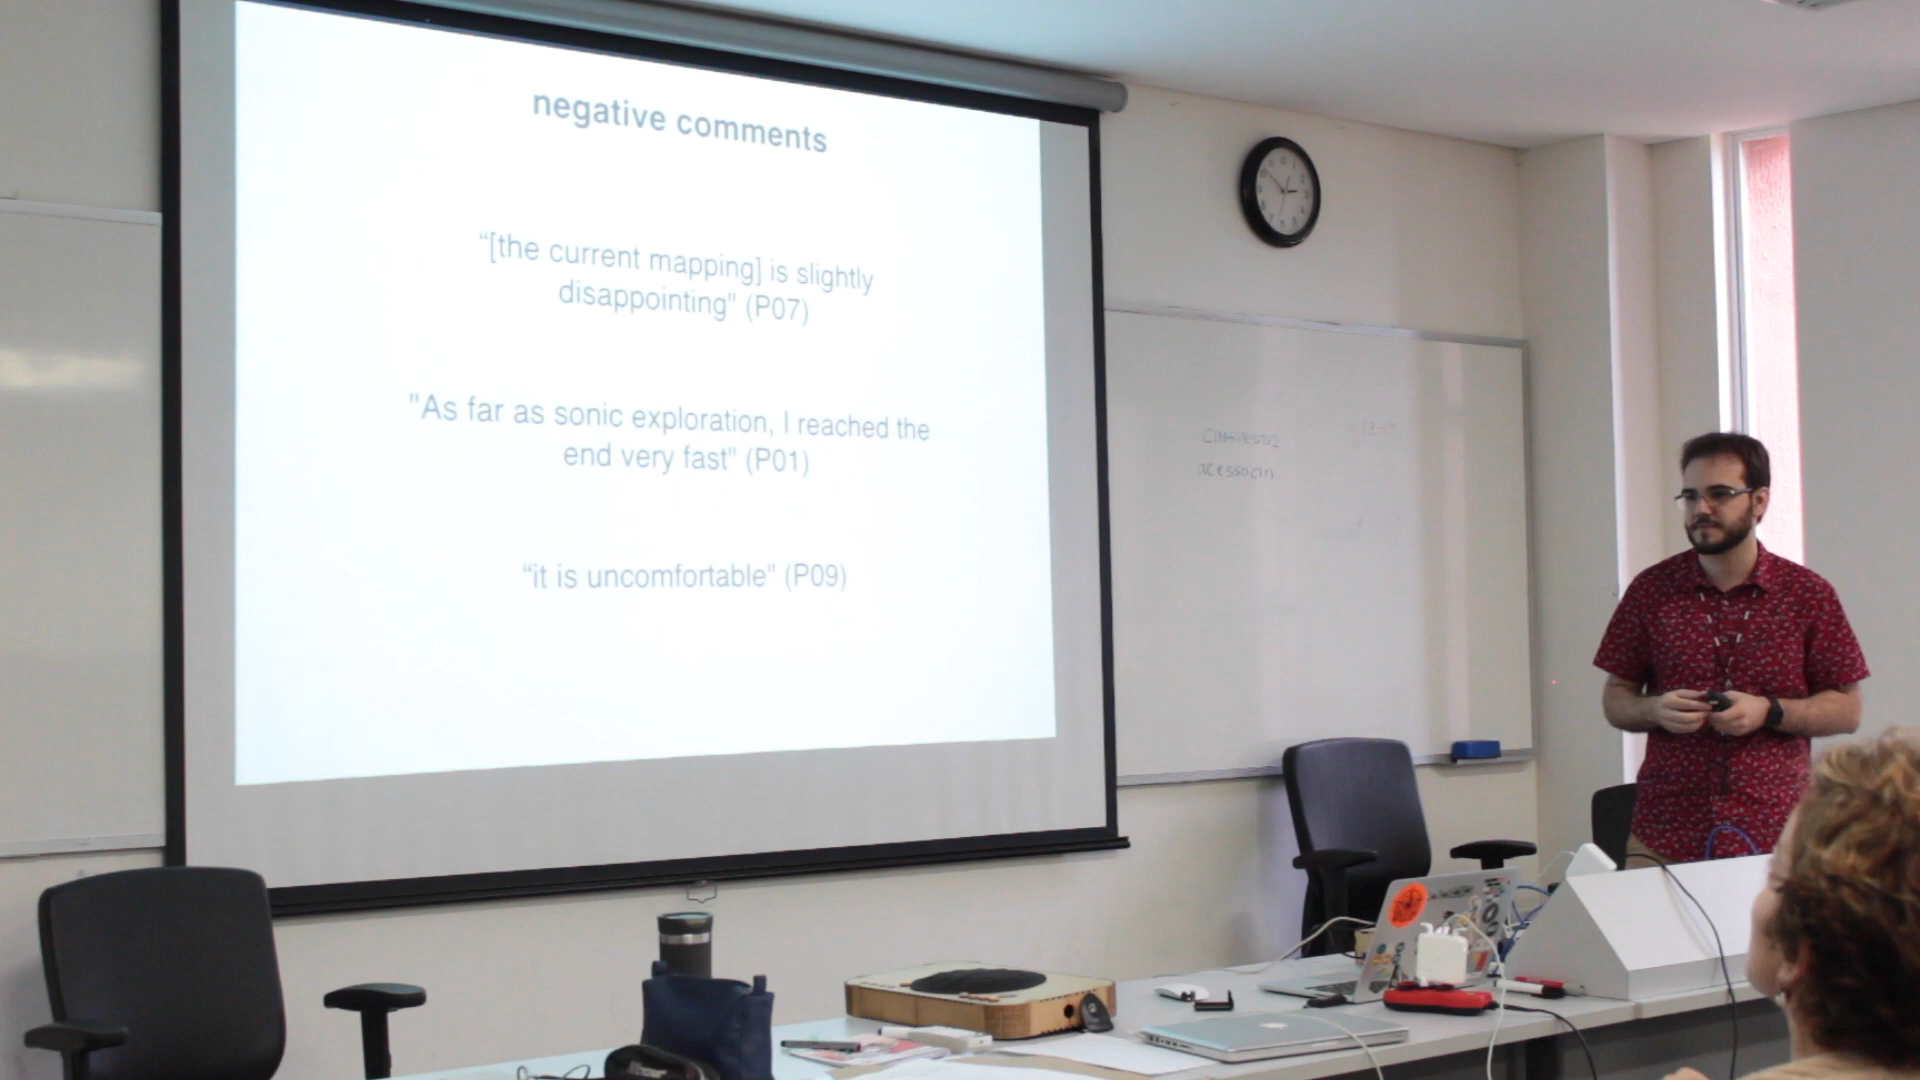 negative comments
“[the current mapping] is slightly
disappointing" (P07)
"As far as sonic exploration, I reached the
end very fast" (P01)
“it is uncomfortable" (P09)
acessocin